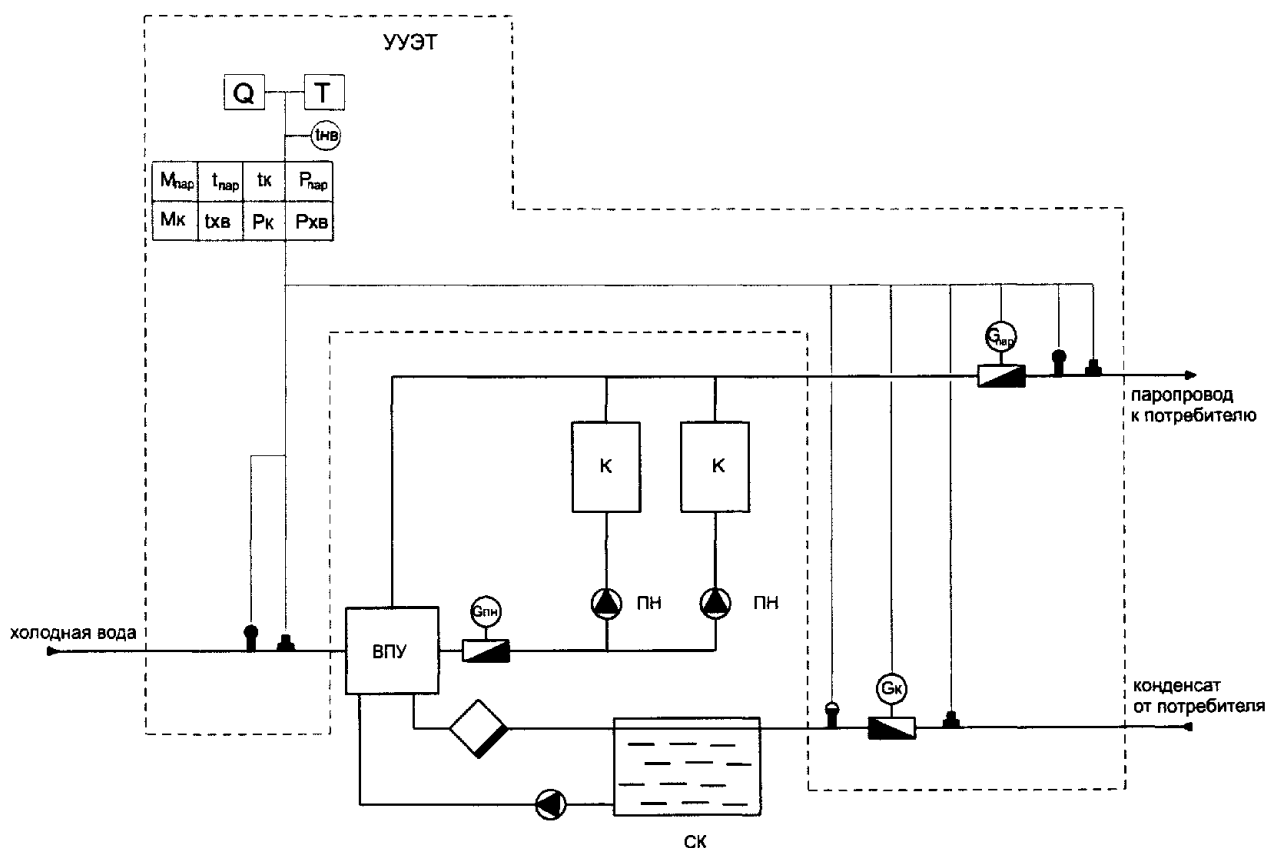 УУЭТ
Q
T
tнв
Mпар tпар tк Pпар
Mк tхв Pк Pхв
Gпар
паропровод
к потребителю
К
К
Gпн
ПН
ПН
холодная вода
ВПУ
Gк
конденсат
от потребителя
СК